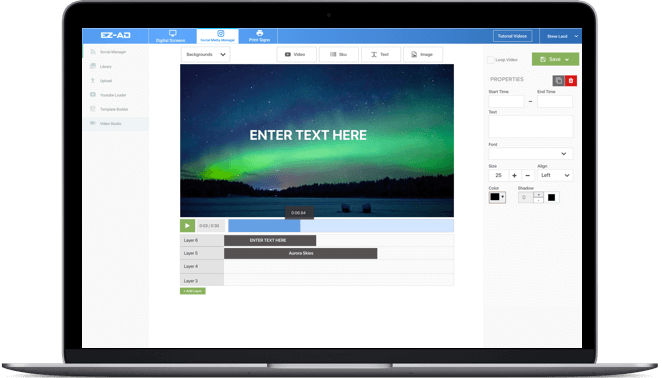 EZ-AD
Digital Screens
Social Media Manager
Print Signs
Tutorial Videos
Steve Lard
Social Manager
Library
Upload
Youtube Loader
Template Builder
Video Studio
Backgrounds
Video
Sku
Text
Image
Loop Video
Save
ENTER TEXT HERE
PROPERTIES
Start Time
End Time
Text
Font
Size
Align
25
+
−
Left
Color
Shadow
0
0:06.84
0:03 / 0:30
Layer 6
ENTER TEXT HERE
Layer 5
Aurora Skies
Layer 4
Layer 3
+ Add Layer